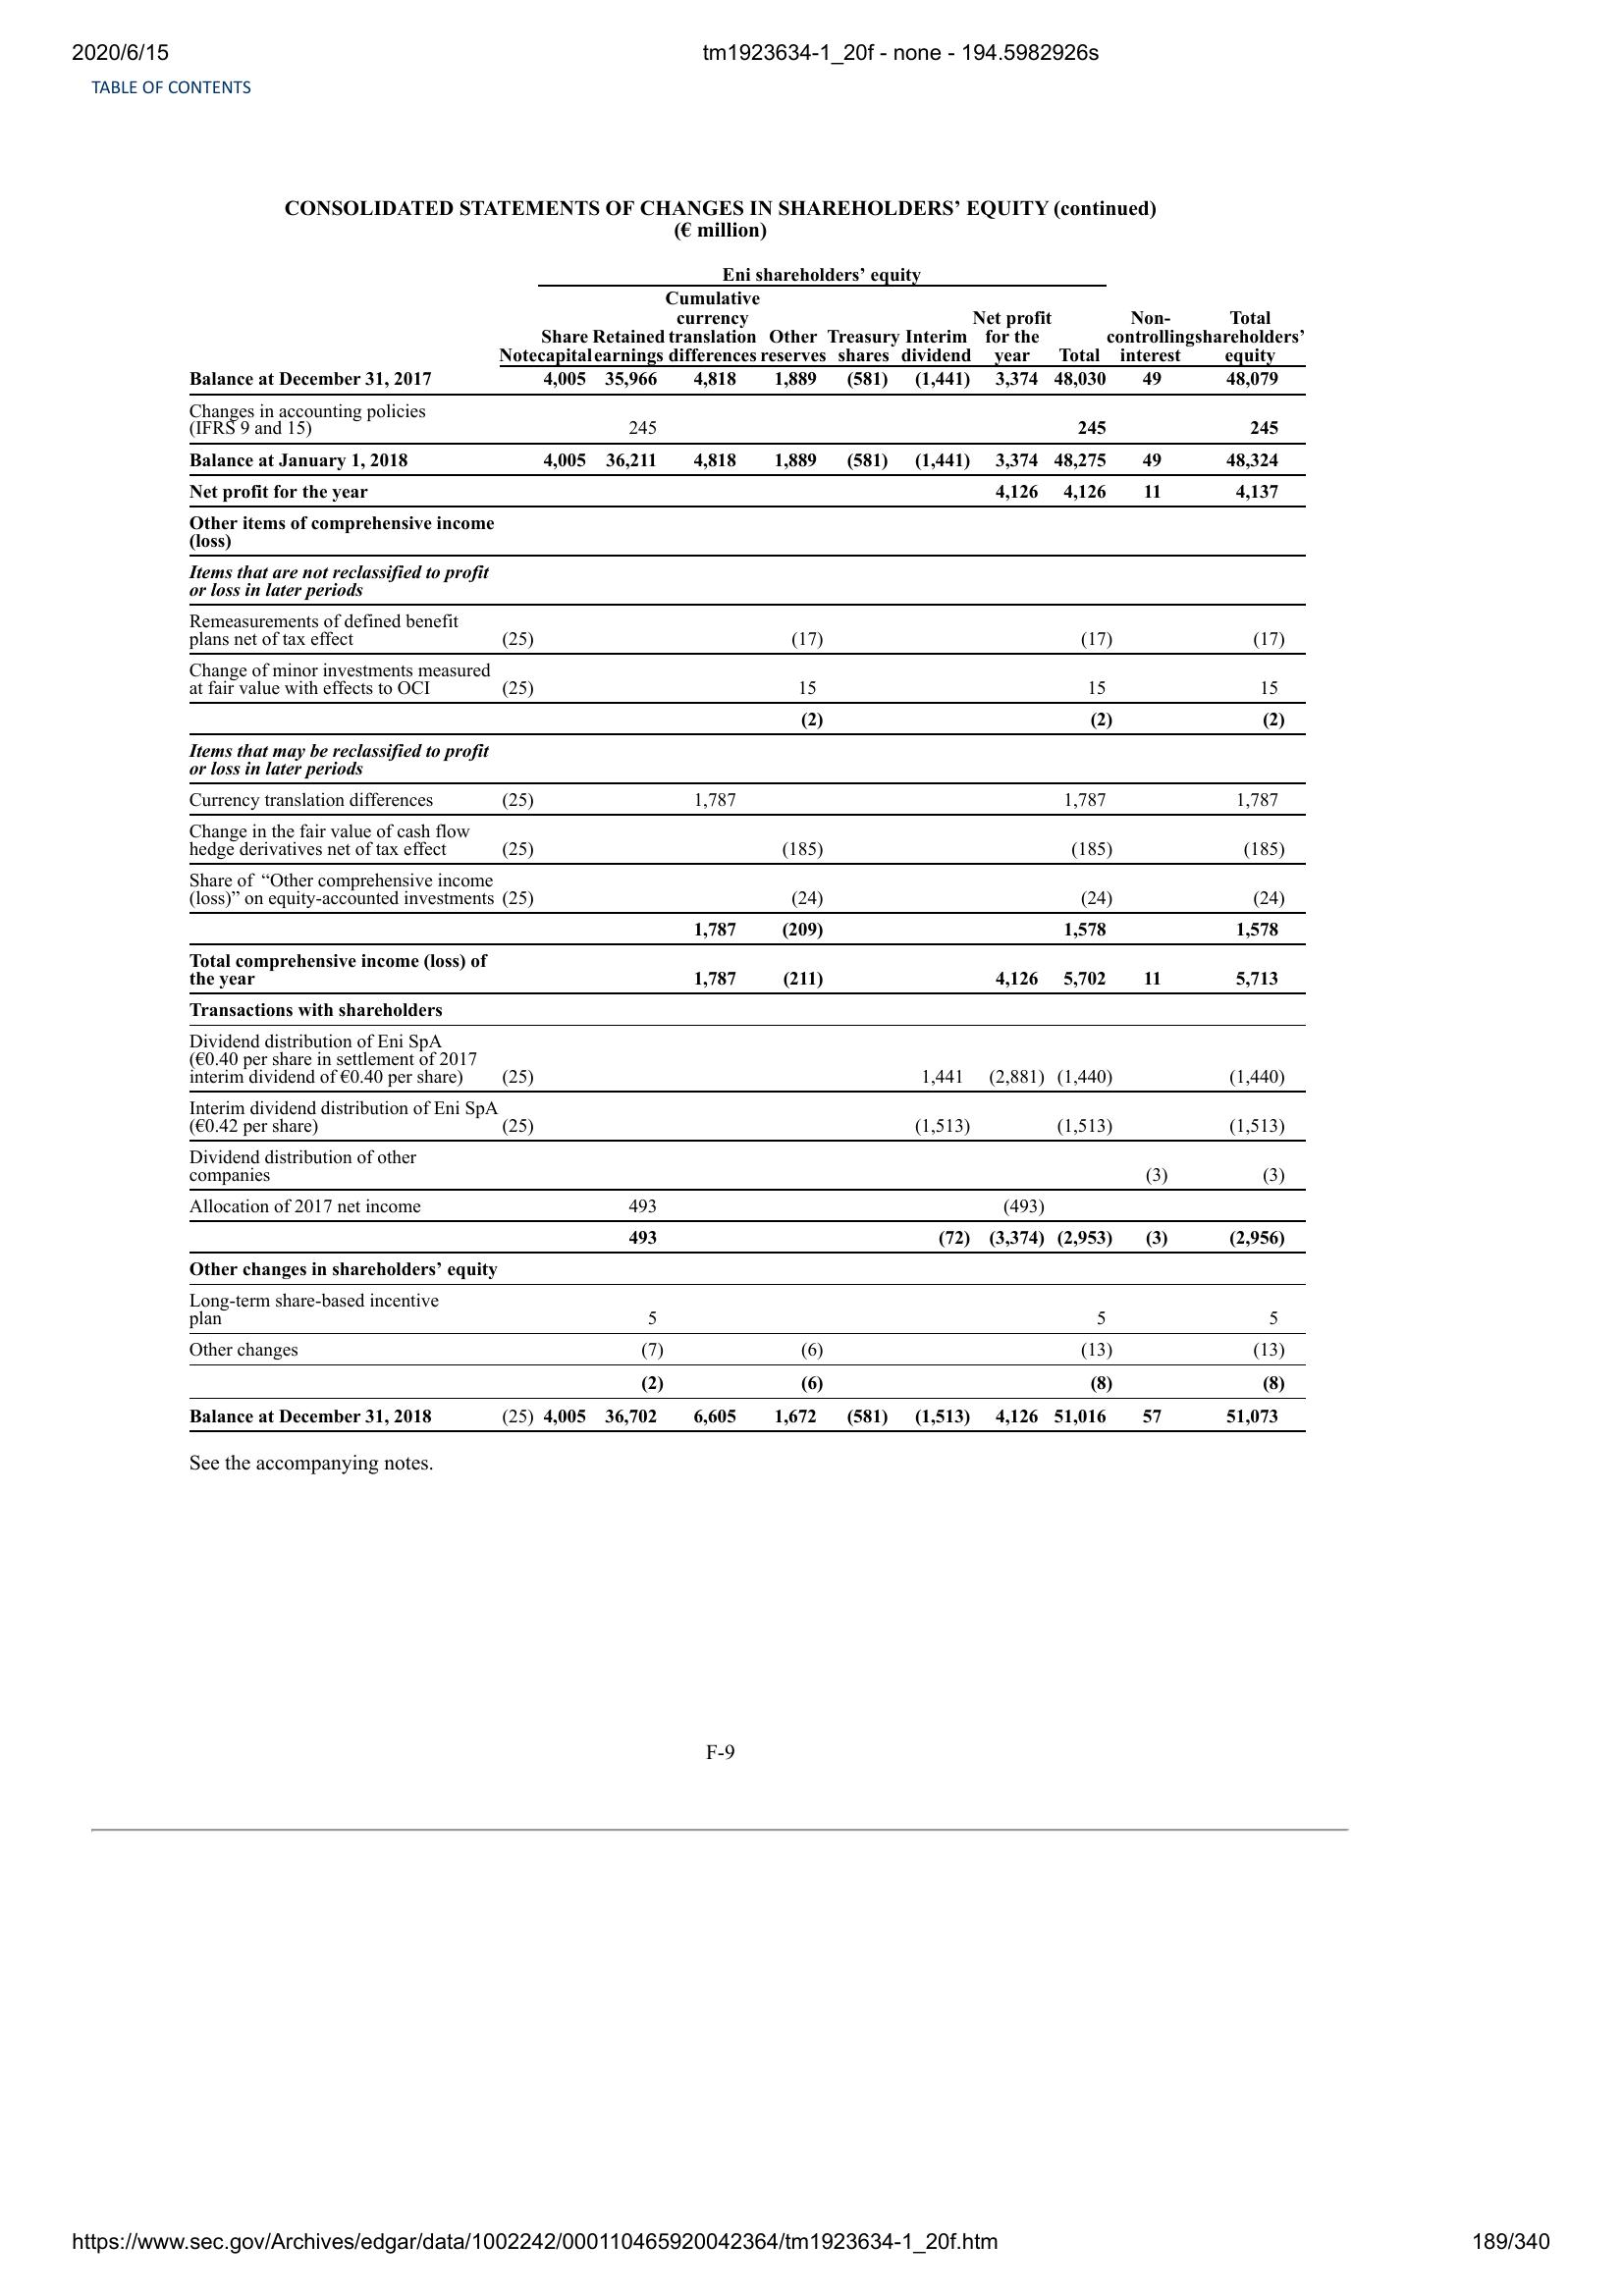 2020/6/15 tm1923634-1_20f - none - 194.5982926s
TABLE OF CONTENTS
CONSOLIDATED STATEMENTS OF CHANGES IN SHAREHOLDERS’ EQUITY (continued)
(€ million)
Eni shareholders’ equity
Cumulative
currency Net profit Non- Total
Share Retained translation Other Treasury Interim for the controlling shareholders’
Note capital earnings differences reserves shares dividend year Total interest equity
Balance at December 31, 2017 4,005 35,966 4,818 1,889 (581) (1,441) 3,374 48,030 49 48,079
Changes in accounting policies
(IFRS 9 and 15) 245 245 245
Balance at January 1, 2018 4,005 36,211 4,818 1,889 (581) (1,441) 3,374 48,275 49 48,324
Net profit for the year 4,126 4,126 11 4,137
Other items of comprehensive income
(loss)
Items that are not reclassified to profit
or loss in later periods
Remeasurements of defined benefit
plans net of tax effect (25) (17) (17) (17)
Change of minor investments measured
at fair value with effects to OCI (25) 15 15 15
(2) (2) (2)
Items that may be reclassified to profit
or loss in later periods
Currency translation differences (25) 1,787 1,787 1,787
Change in the fair value of cash flow
hedge derivatives net of tax effect (25) (185) (185) (185)
Share of “Other comprehensive income
(loss)” on equity-accounted investments (25) (24) (24) (24)
1,787 (209) 1,578 1,578
Total comprehensive income (loss) of
the year 1,787 (211) 4,126 5,702 11 5,713
Transactions with shareholders
Dividend distribution of Eni SpA
(€0.40 per share in settlement of 2017
interim dividend of €0.40 per share) (25) 1,441 (2,881) (1,440) (1,440)
Interim dividend distribution of Eni SpA
(€0.42 per share) (25) (1,513) (1,513) (1,513)
Dividend distribution of other
companies (3) (3)
Allocation of 2017 net income 493 (493)
493 (72) (3,374) (2,953) (3) (2,956)
Other changes in shareholders’ equity
Long-term share-based incentive
plan 5 5 5
Other changes (7) (6) (13) (13)
(2) (6) (8) (8)
Balance at December 31, 2018 (25) 4,005 36,702 6,605 1,672 (581) (1,513) 4,126 51,016 57 51,073
See the accompanying notes.
F-9
https://www.sec.gov/Archives/edgar/data/1002242/000110465920042364/tm1923634-1_20f.htm 189/340